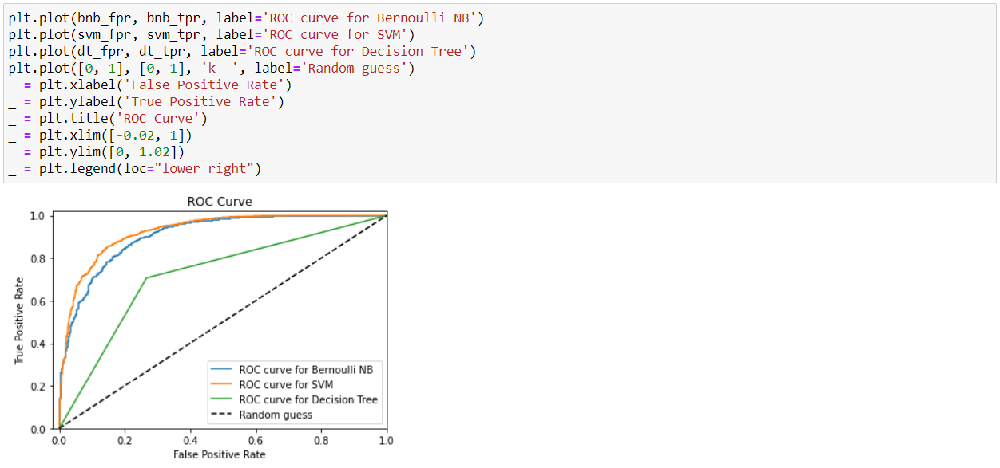 plt.plot(bnb_fpr, bnb_tpr, label='ROC curve for Bernoulli NB')
plt.plot(svm_fpr, svm_tpr, label='ROC curve for SVM')
plt.plot(dt_fpr, dt_tpr, label='ROC curve for Decision Tree')
plt.plot([0, 1], [0, 1], 'k--', label='Random guess')
_ = plt.xlabel('False Positive Rate')
_ = plt.ylabel('True Positive Rate')
_ = plt.title('ROC Curve')
_ = plt.xlim([-0.02, 1])
_ = plt.ylim([0, 1.02])
_ = plt.legend(loc="lower right")
ROC Curve
True Positive Rate
1.0
0.8
0.6
0.4
0.2
0.0
ROC curve for Bernoulli NB
ROC curve for SVM
ROC curve for Decision Tree
Random guess
0.0 0.2 0.4 0.6 0.8 1.0
False Positive Rate